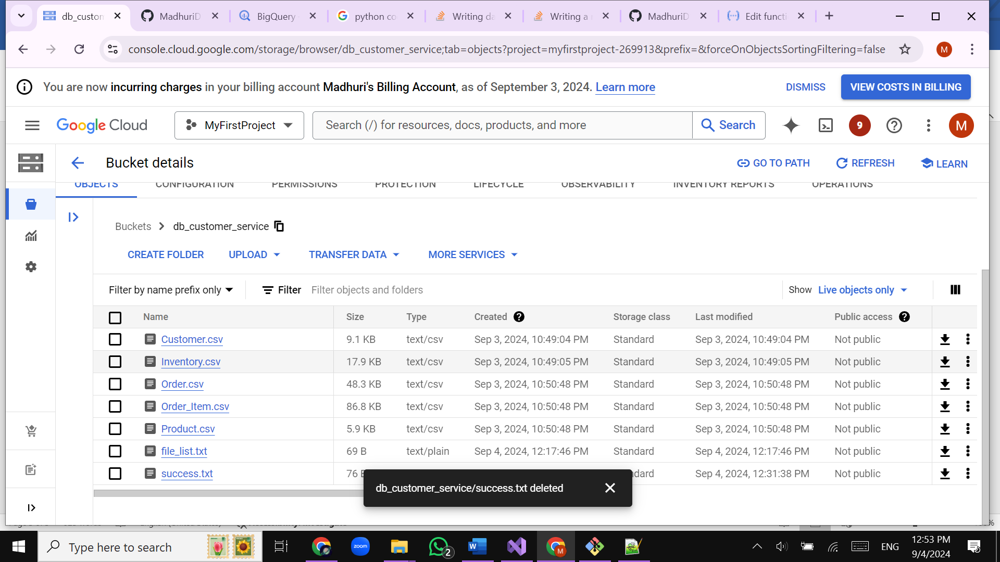 db_custom
MadhuriD
BigQuery
python co
Writing da
Writing a
MadhuriD
Edit functi
console.cloud.google.com/storage/browser/db_customer_service;tab=objects?project=myfirstproject-269913&prefix=&forceOnObjectsSortingFiltering=false
M
You are now incurring charges in your billing account Madhuri's Billing Account, as of September 3, 2024. Learn more
DISMISS
VIEW COSTS IN BILLING
Google Cloud
MyFirstProject
Search (/) for resources, docs, products, and more
Search
9
M
Bucket details
GO TO PATH
REFRESH
LEARN
OBJECTS
CONFIGURATION
PERMISSIONS
PROTECTION
LIFECYCLE
OBSERVABILITY
INVENTORY REPORTS
OPERATIONS
Buckets
db_customer_service
CREATE FOLDER
UPLOAD
TRANSFER DATA
MORE SERVICES
Filter by name prefix only
Filter
Filter objects and folders
Show Live objects only
Name Size Type Created Storage class Last modified Public access
Customer.csv 9.1 KB text/csv Sep 3, 2024, 10:49:04 PM Standard Sep 3, 2024, 10:49:04 PM Not public
Inventory.csv 17.9 KB text/csv Sep 3, 2024, 10:49:05 PM Standard Sep 3, 2024, 10:49:05 PM Not public
Order.csv 48.3 KB text/csv Sep 3, 2024, 10:50:48 PM Standard Sep 3, 2024, 10:50:48 PM Not public
Order_Item.csv 86.8 KB text/csv Sep 3, 2024, 10:50:48 PM Standard Sep 3, 2024, 10:50:48 PM Not public
Product.csv 5.9 KB text/csv Sep 3, 2024, 10:50:48 PM Standard Sep 3, 2024, 10:50:48 PM Not public
file_list.txt 69 B text/plain Sep 4, 2024, 12:17:46 PM Standard Sep 4, 2024, 12:17:46 PM Not public
success.txt 76 ndard Sep 4, 2024, 12:31:38 PM Not public
db_customer_service/success.txt deleted
Type here to search
zoom
2
W
M
ENG
12:53 PM
9/4/2024